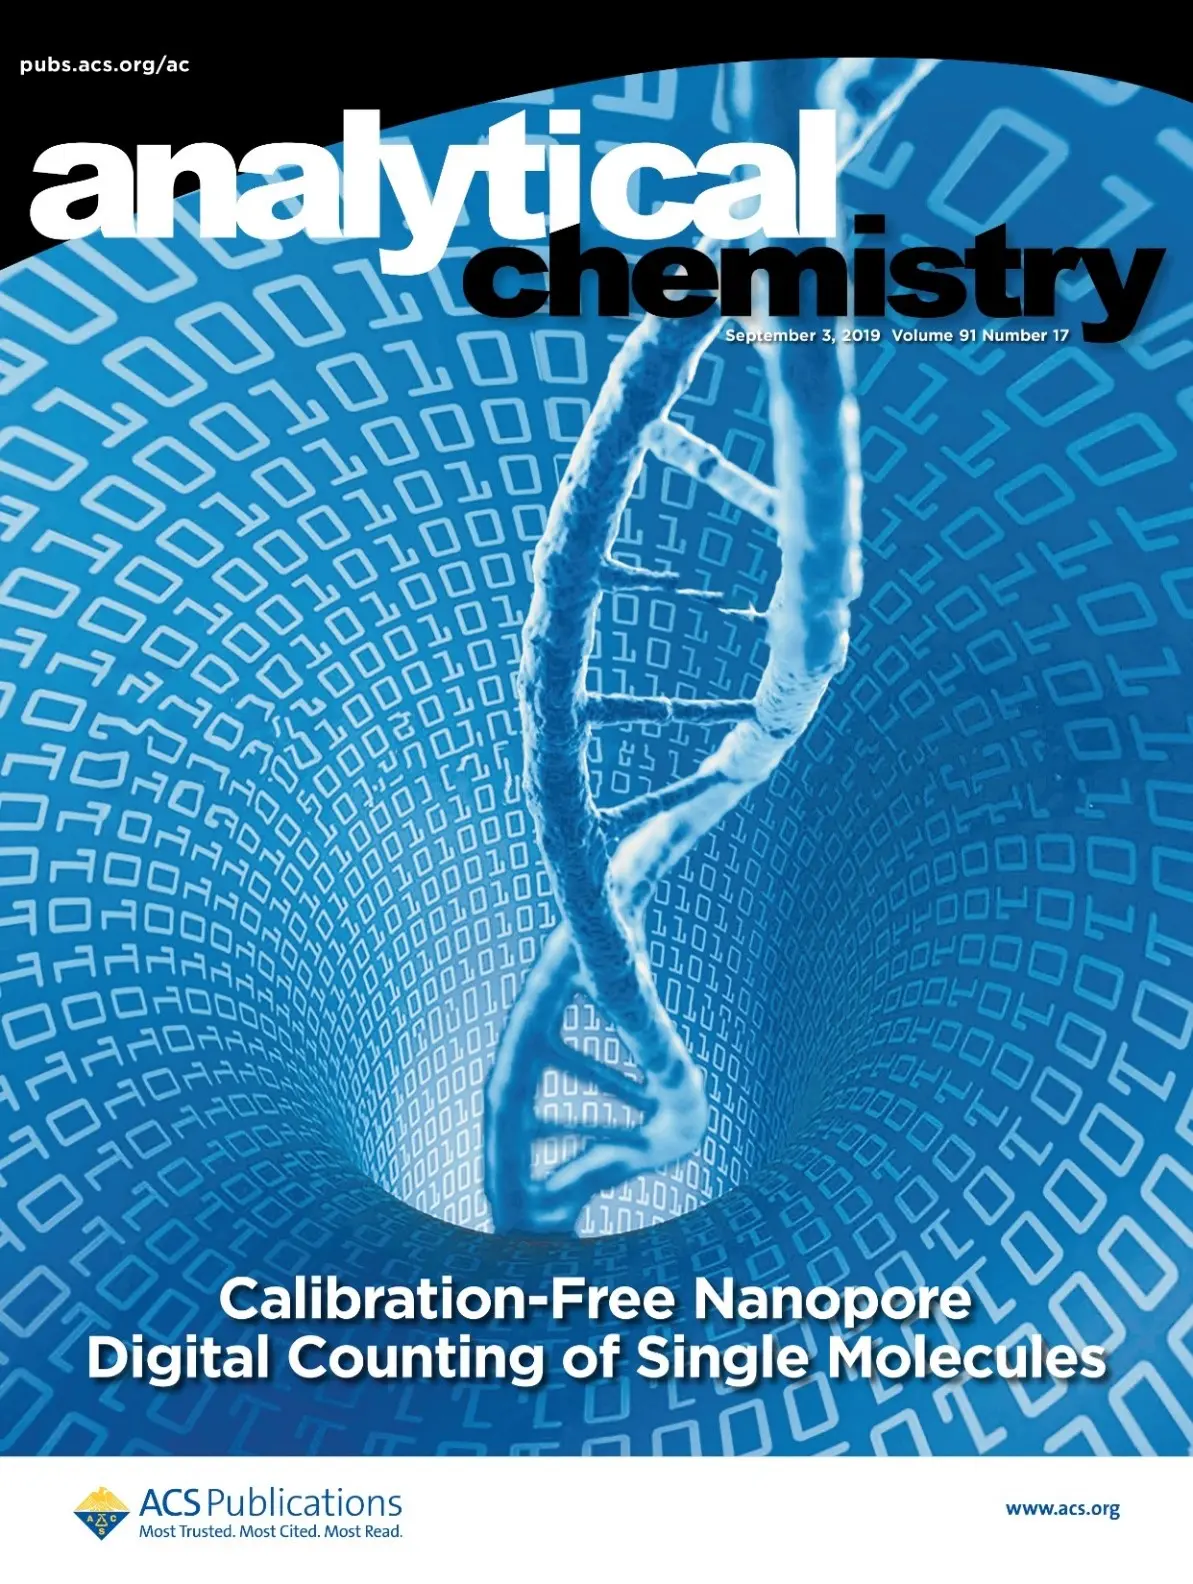 pubs.acs.org/ac
analytical
chemistry
September 3, 2019 Volume 91 Number 17
Calibration-Free Nanopore
Digital Counting of Single Molecules
A C S
ACS Publications
Most Trusted. Most Cited. Most Read.
www.acs.org